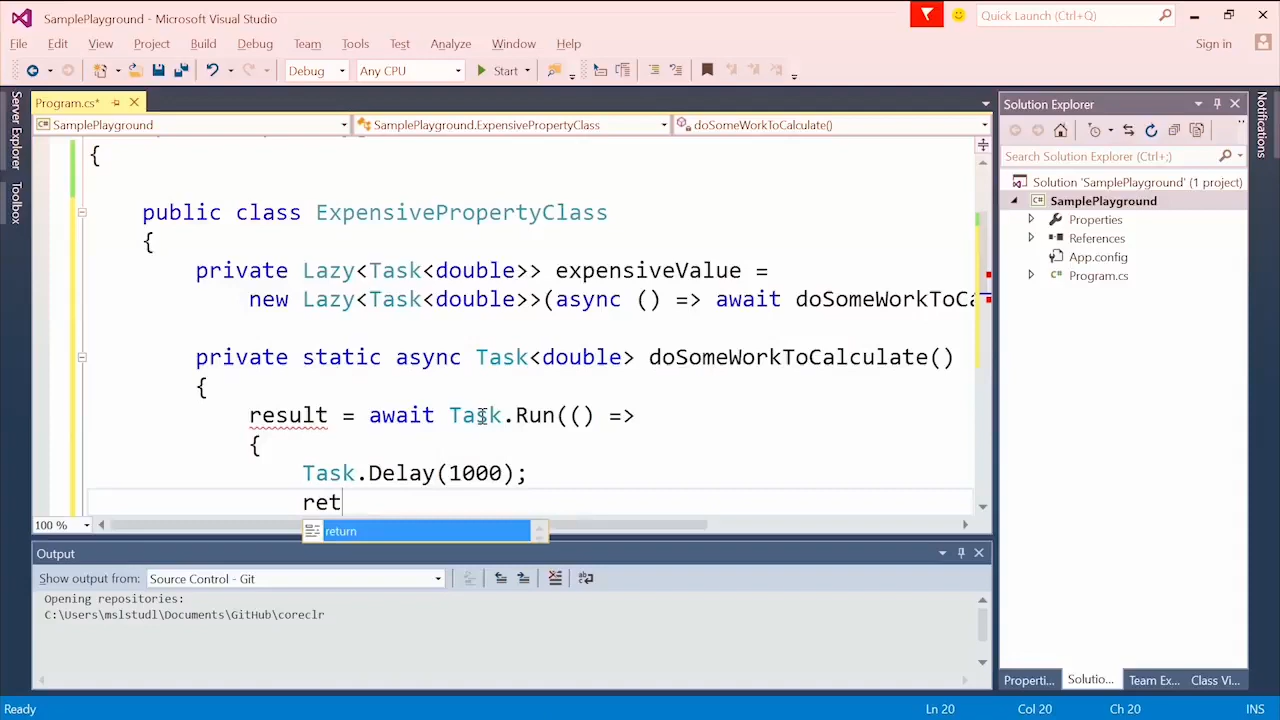 SamplePlayground - Microsoft Visual Studio
Quick Launch (Ctrl+Q)
File Edit View Project Build Debug Team Tools Test Analyze Window Help
Sign in
Debug Any CPU Start
Server Explorer
Toolbox
Program.cs*
SamplePlayground SamplePlayground.ExpensivePropertyClass doSomeWorkToCalculate()
{
public class ExpensivePropertyClass
{
private Lazy<Task<double>> expensiveValue =
new Lazy<Task<double>>(async () => await doSomeWorkToCa
private static async Task<double> doSomeWorkToCalculate()
{
result = await Task.Run(() =>
{
Task.Delay(1000);
ret
return
100 %
Output
Show output from: Source Control - Git
Opening repositories:
C:\Users\mslstudl\Documents\GitHub\coreclr
Solution Explorer
Search Solution Explorer (Ctrl+;)
Solution 'SamplePlayground' (1 project)
SamplePlayground
Properties
References
App.config
Program.cs
Properti... Solutio... Team Ex... Class Vi...
Notifications
Ready Ln 20 Col 20 Ch 20 INS